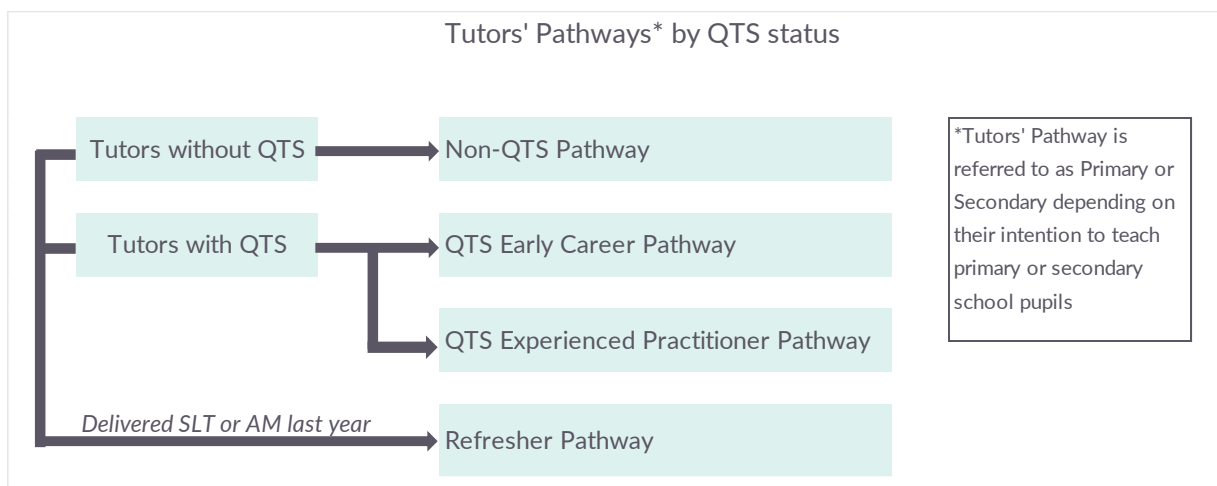 Tutors' Pathways* by QTS status
Tutors without QTS
Non-QTS Pathway
Tutors with QTS
QTS Early Career Pathway
QTS Experienced Practitioner Pathway
Delivered SLT or AM last year
Refresher Pathway
*Tutors' Pathway is
referred to as Primary or
Secondary depending on
their intention to teach
primary or secondary
school pupils